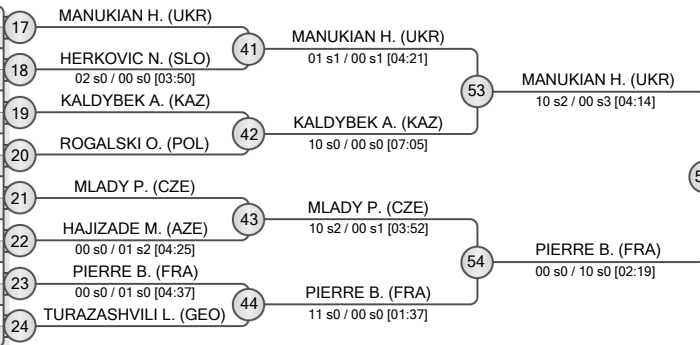 17
MANUKIAN H. (UKR)
18
HERKOVIC N. (SLO)
02 s0 / 00 s0 [03:50]
41
MANUKIAN H. (UKR)
01 s1 / 00 s1 [04:21]
19
KALDYBEK A. (KAZ)
20
ROGALSKI O. (POL)
42
KALDYBEK A. (KAZ)
10 s0 / 00 s0 [07:05]
53
MANUKIAN H. (UKR)
10 s2 / 00 s3 [04:14]
21
MLADY P. (CZE)
22
HAJIZADE M. (AZE)
00 s0 / 01 s2 [04:25]
43
MLADY P. (CZE)
10 s2 / 00 s1 [03:52]
23
PIERRE B. (FRA)
00 s0 / 01 s0 [04:37]
24
TURAZASHVILI L. (GEO)
44
PIERRE B. (FRA)
11 s0 / 00 s0 [01:37]
54
PIERRE B. (FRA)
00 s0 / 10 s0 [02:19]